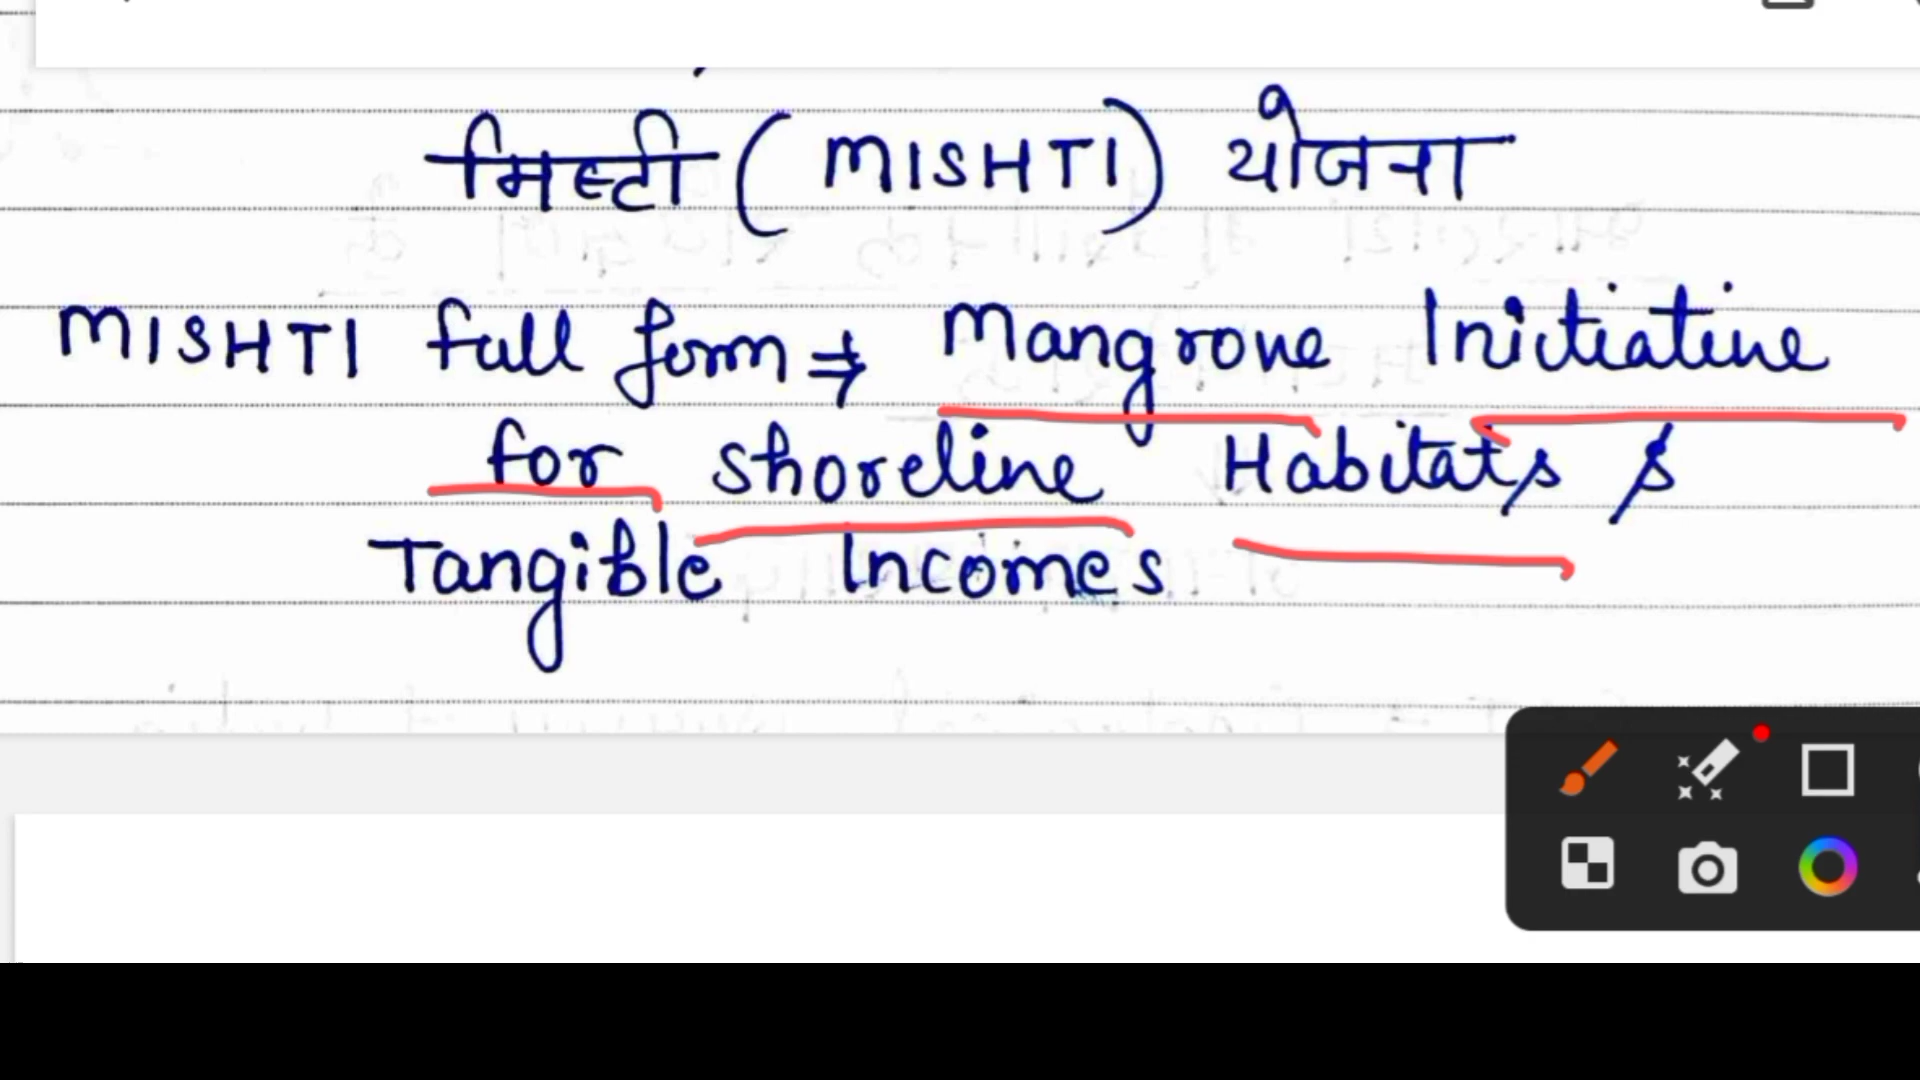 मिष्टी (MISHTI) योजना
MISHTI full form ⇒ Mangrove Initiative
for shoreline Habitats &
Tangible Incomes